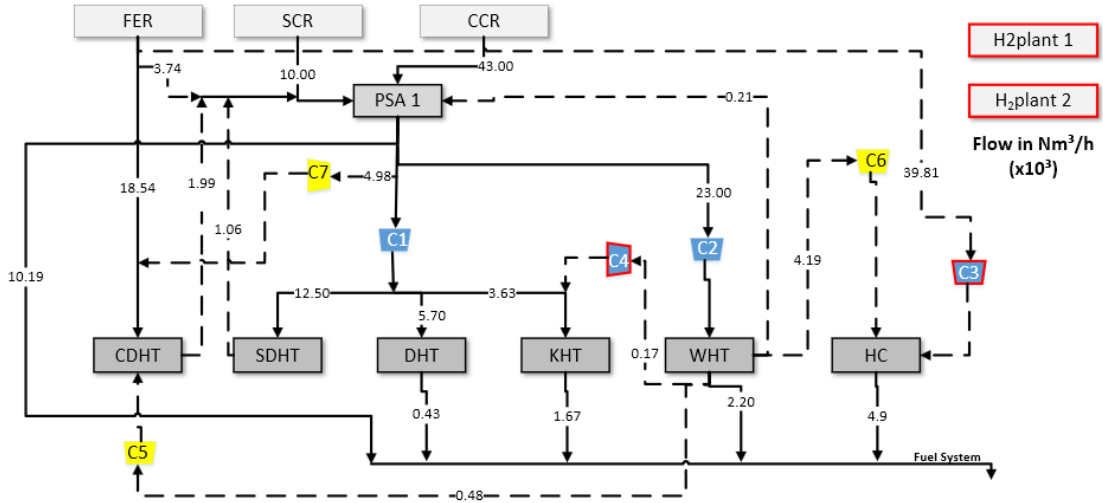 FER
SCR
CCR
H2plant 1
3.74
10.00
43.00
PSA 1
0.21
H₂plant 2
Flow in Nm³/h
(x10³)
C6
C7
4.98
39.81
18.54
1.99
23.00
1.06
C1
C2
C4
4.19
C3
10.19
12.50
3.63
5.70
CDHT
SDHT
DHT
KHT
0.17
WHT
HC
0.43
1.67
2.20
4.9
C5
Fuel System
0.48